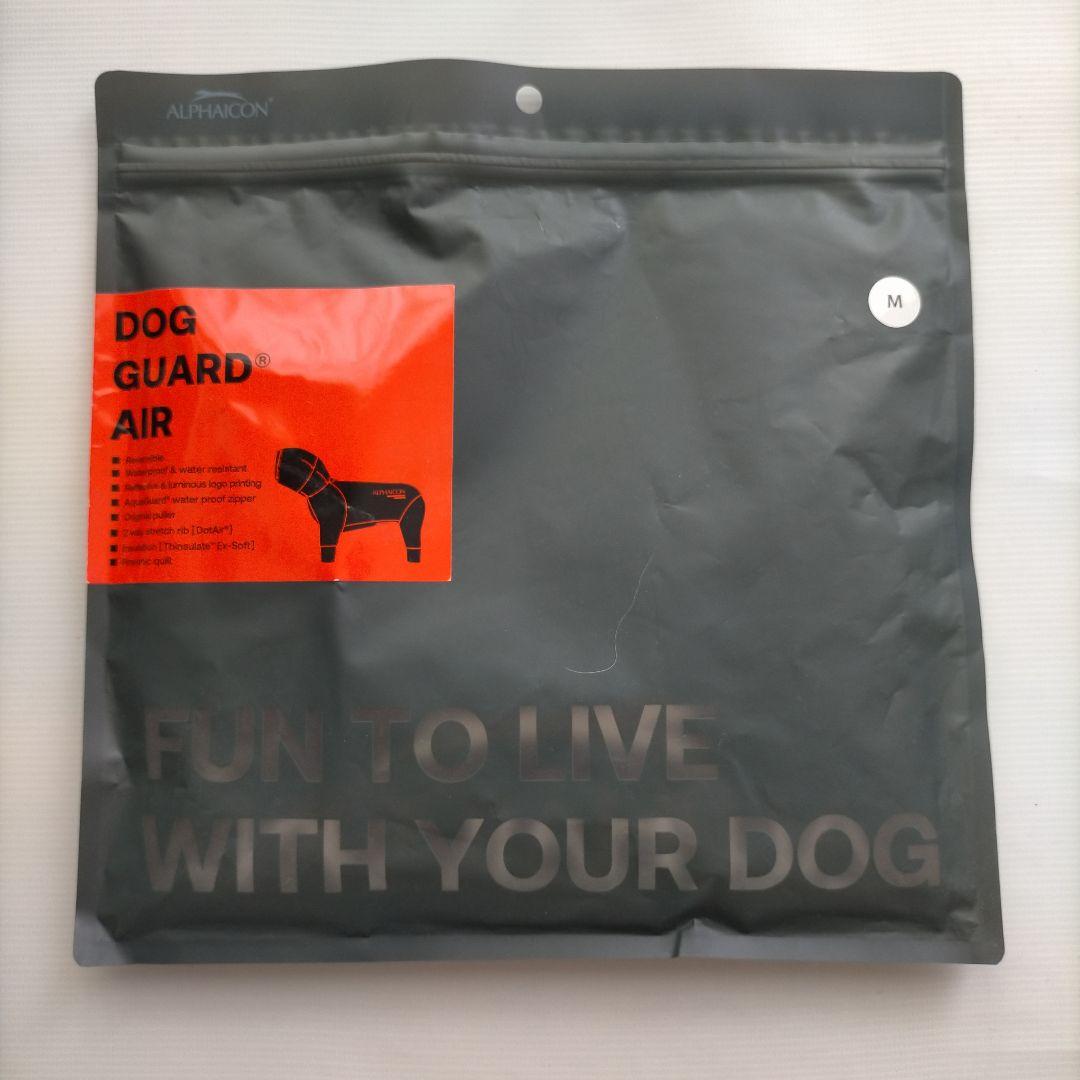 ALPHAICON®
M
DOG
GUARD®
AIR
Reversible
Waterproof & water resistant
Reflective & luminous logo printing
AquaGuard® water proof zipper
Original puller
2 way stretch rib [DotAir®]
Insulation [Thinsulate™ Ex-Soft]
quilt
ALPHAICON
FUN TO LIVE
WITH YOUR DOG